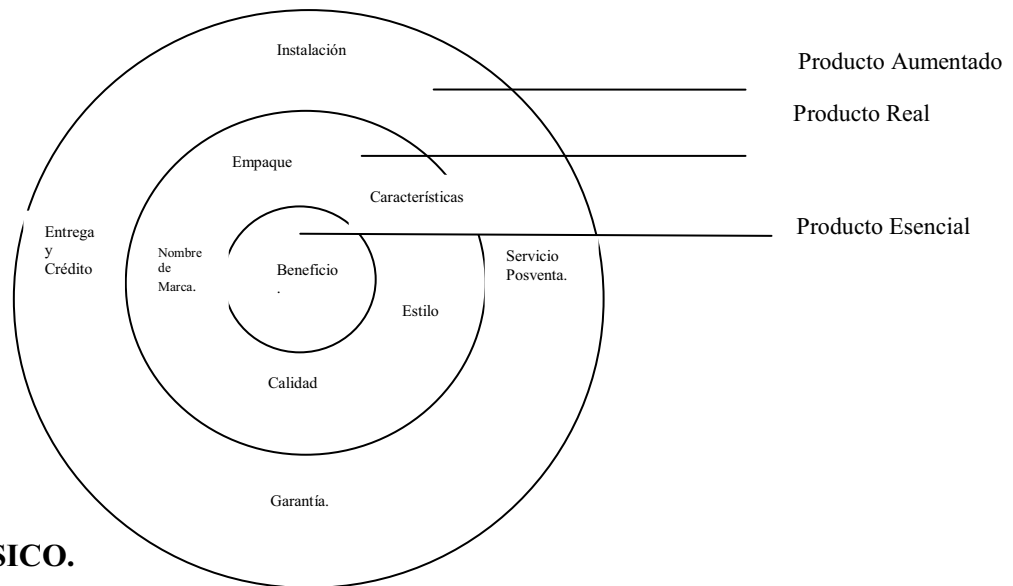 Instalación
Producto Aumentado
Producto Real
Empaque
Características
Entrega
y
Crédito
Nombre
de
Marca.
Beneficio
.
Servicio
Posventa.
Producto Esencial
Estilo
Calidad
Garantía.
SICO.